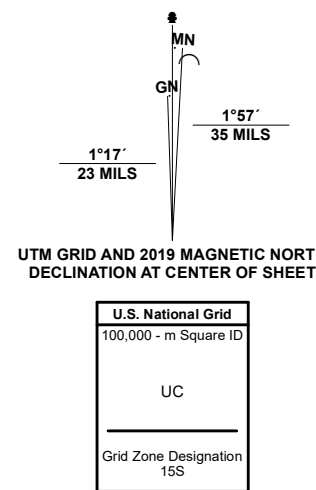 MN
GN
1°57´
35 MILS
1°17´
23 MILS
UTM GRID AND 2019 MAGNETIC NORT
DECLINATION AT CENTER OF SHEET
U.S. National Grid
100,000 - m Square ID
UC
Grid Zone Designation
15S